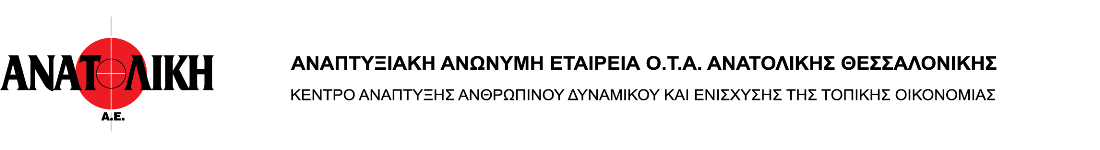 ΑΝΑΤΟΛΙΚΗ
Α.Ε.
ΑΝΑΠΤΥΞΙΑΚΗ ΑΝΩΝΥΜΗ ΕΤΑΙΡΕΙΑ Ο.Τ.Α. ΑΝΑΤΟΛΙΚΗΣ ΘΕΣΣΑΛΟΝΙΚΗΣ
ΚΕΝΤΡΟ ΑΝΑΠΤΥΞΗΣ ΑΝΘΡΩΠΙΝΟΥ ΔΥΝΑΜΙΚΟΥ ΚΑΙ ΕΝΙΣΧΥΣΗΣ ΤΗΣ ΤΟΠΙΚΗΣ ΟΙΚΟΝΟΜΙΑΣ